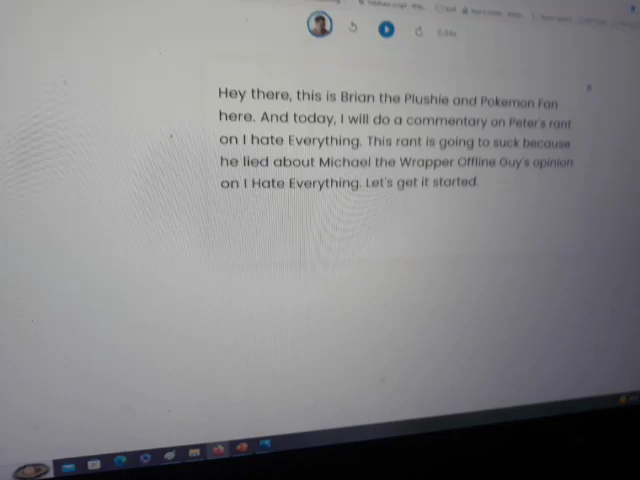 Hey there, this is Brian the Plushie and Pokemon Fan
here. And today, I will do a commentary on Peter's rant
on I hate Everything. This rant is going to suck because
he lied about Michael the Wrapper Offline Guy's opinion
on I Hate Everything. Let's get it started.